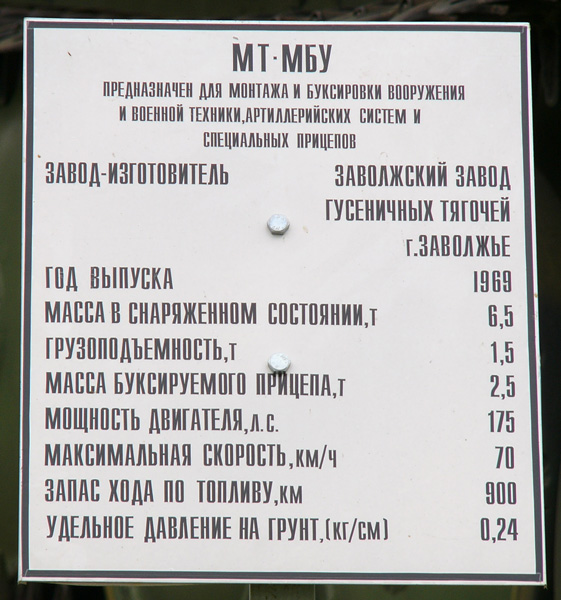 МТ·МБУ
ПРЕДНАЗНАЧЕН ДЛЯ МОНТАЖА И БУКСИРОВКИ ВООРУЖЕНИЯ
И ВОЕННОЙ ТЕХНИКИ,АРТИЛЛЕРИЙСКИХ СИСТЕМ И
СПЕЦИАЛЬНЫХ ПРИЦЕПОВ
ЗАВОД-ИЗГОТОВИТЕЛЬ ЗАВОЛЖСКИЙ ЗАВОД
ГУСЕНИЧНЫХ ТЯГОЧЕЙ
г.ЗАВОЛЖЬЕ
ГОД ВЫПУСКА 1969
МАССА В СНАРЯЖЕННОМ СОСТОЯНИИ,т 6,5
ГРУЗОПОДЪЕМНОСТЬ,т 1,5
МАССА БУКСИРУЕМОГО ПРИЦЕПА,т 2,5
МОЩНОСТЬ ДВИГАТЕЛЯ,л.с. 175
МАКСИМАЛЬНАЯ СКОРОСТЬ,км/ч 70
ЗАПАС ХОДА ПО ТОПЛИВУ,км 900
УДЕЛЬНОЕ ДАВЛЕНИЕ НА ГРУНТ,(кг/см) 0,24